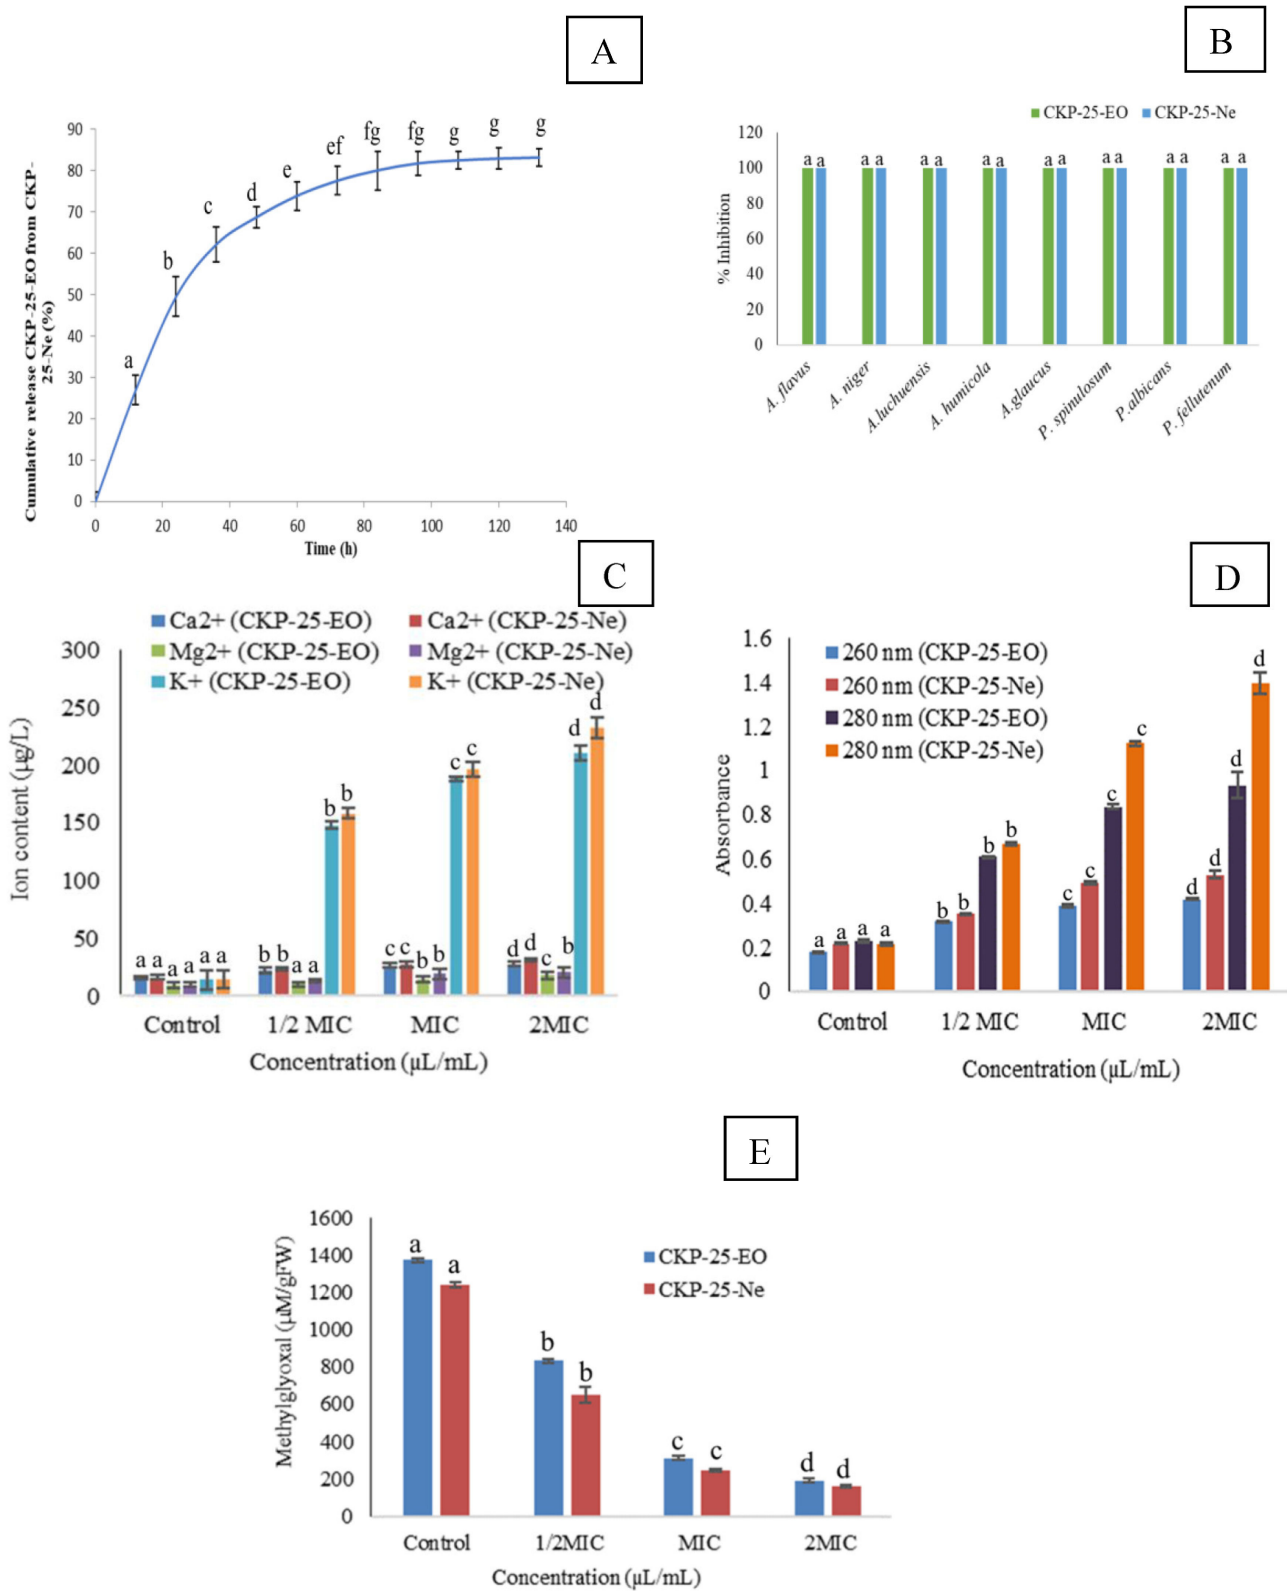 A
90
80
70
60
50
40
30
20
10
0
a
b
c
d
e
ef
fg
fg
g
g
g
0 20 40 60 80 100 120 140
Time (h)
Cumulative release CKP-25-EO from CKP-
25-Ne (%)
B
CKP-25-EO CKP-25-Ne
120
100
80
60
40
20
0
% Inhibition
a a a a a a a a a a a a a a a a
A. flavus
A. niger
A.luchuensis
A. humicola
A.glaucus
P. spinulosum
P.albicans
P. fellutenum
C
Ca2+ (CKP-25-EO) Ca2+ (CKP-25-Ne)
Mg2+ (CKP-25-EO) Mg2+ (CKP-25-Ne)
K+ (CKP-25-EO) K+ (CKP-25-Ne)
300
250
200
150
100
50
0
Ion content (µg/L)
a a a a a a
b b a a b b
c c b b c c
d d c b d d
Control 1/2 MIC MIC 2MIC
Concentration (µL/mL)
D
260 nm (CKP-25-EO)
260 nm (CKP-25-Ne)
280 nm (CKP-25-EO)
280 nm (CKP-25-Ne)
1.6
1.4
1.2
1
0.8
0.6
0.4
0.2
0
Absorbance
a a a a
b b b b
c c c c
d d d d
Control 1/2 MIC MIC 2MIC
Concentration (µL/mL)
E
CKP-25-EO
CKP-25-Ne
1600
1400
1200
1000
800
600
400
200
0
Methylglyoxal (µM/gFW)
a a
b b
c c
d d
Control 1/2MIC MIC 2MIC
Concentration (µL/mL)